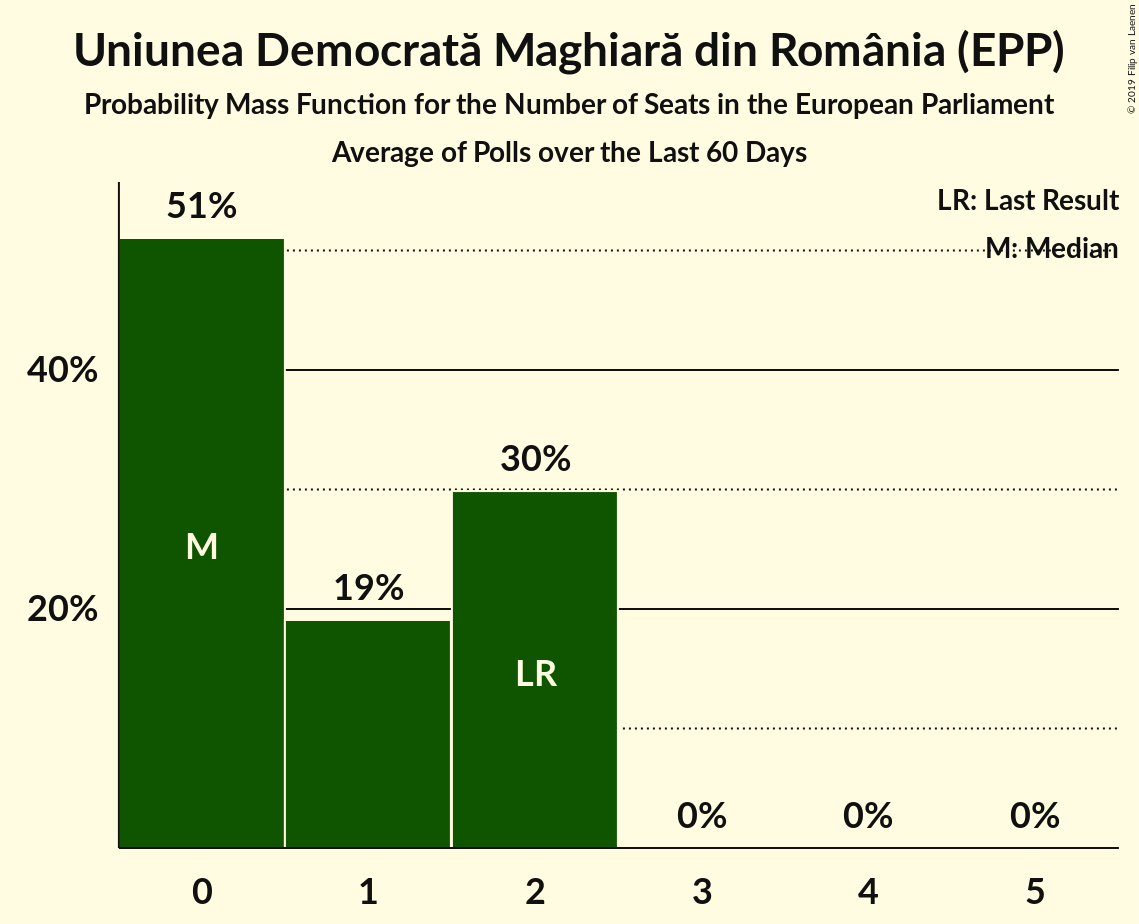 Uniunea Democrată Maghiară din România (EPP)
Probability Mass Function for the Number of Seats in the European Parliament
Average of Polls over the Last 60 Days
© 2019 Filip van Laenen
LR: Last Result
M: Median
51%
40%
30%
M
19%
20%
LR
0% 0% 0%
0 1 2 3 4 5